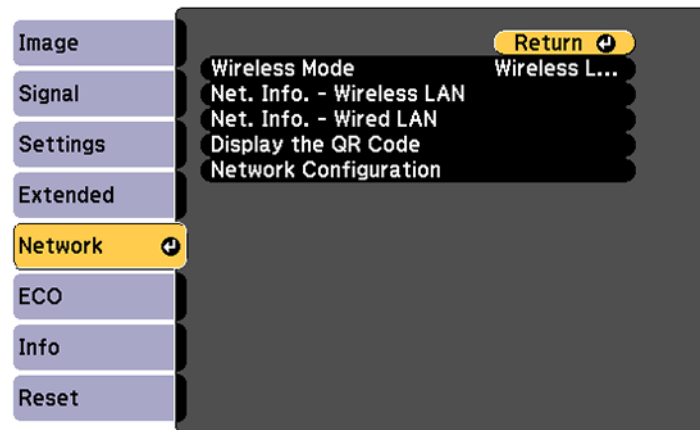 Image
Signal
Settings
Extended
Network
ECO
Info
Reset
Return
Wireless Mode Wireless L...
Net. Info. - Wireless LAN
Net. Info. - Wired LAN
Display the QR Code
Network Configuration